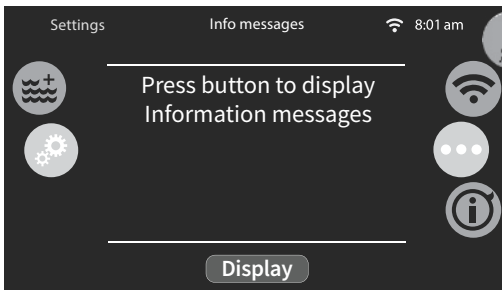 Settings
Info messages
8:01 am
Press button to display
Information messages
Display